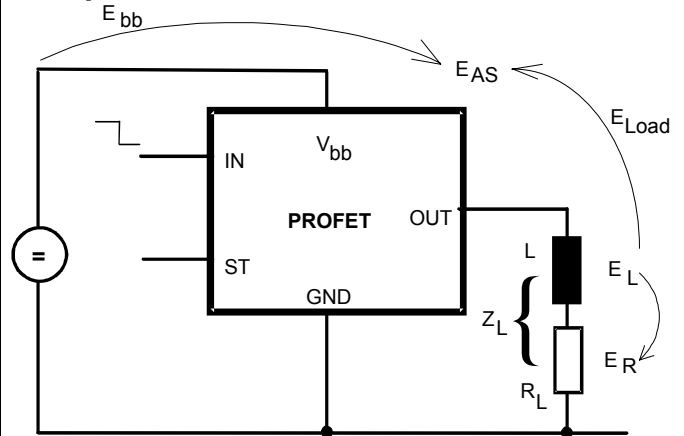 E bb
E AS
E Load
IN
V bb
PROFET
OUT
=
ST
GND
L
E L
Z L {
E R
R L